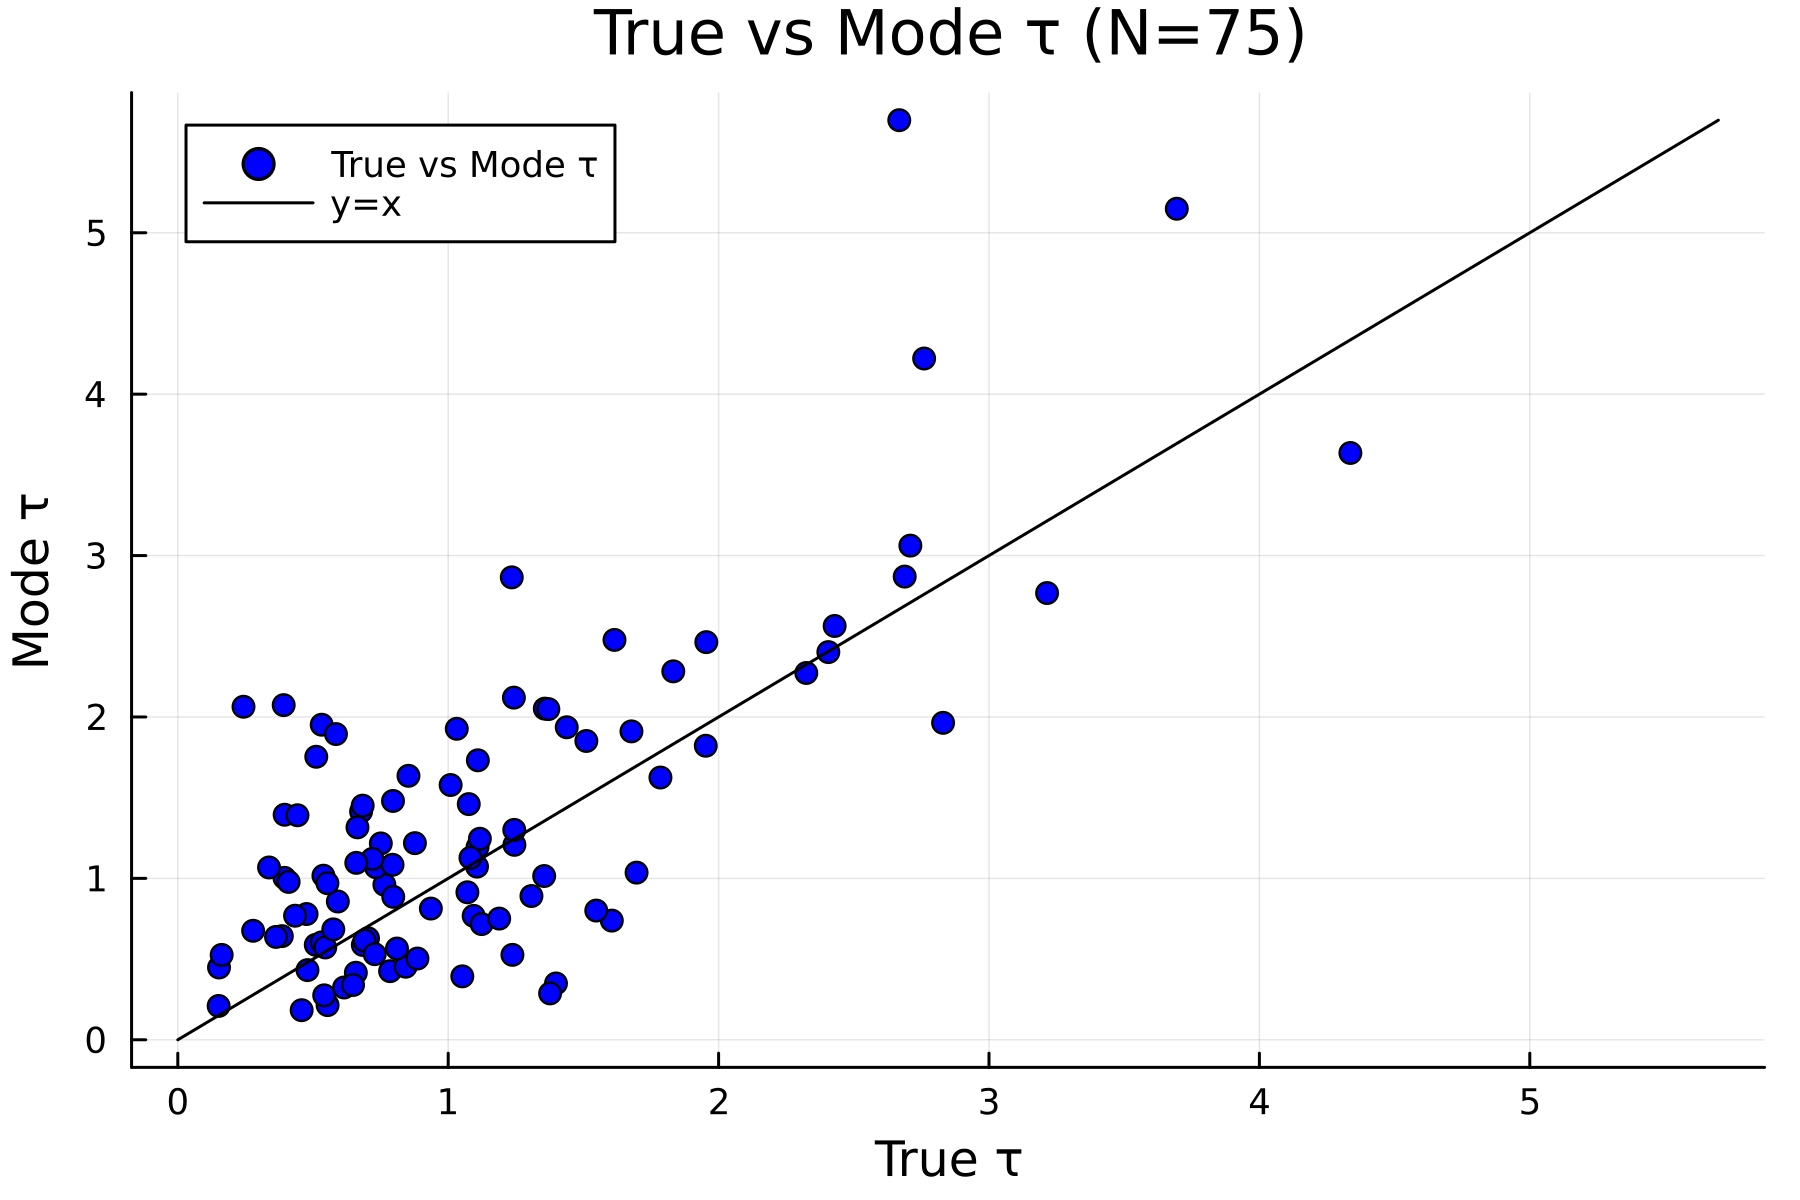 True vs Mode τ (N=75)
True vs Mode τ
y=x
Mode τ
5
4
3
2
1
0
0 1 2 3 4 5
True τ